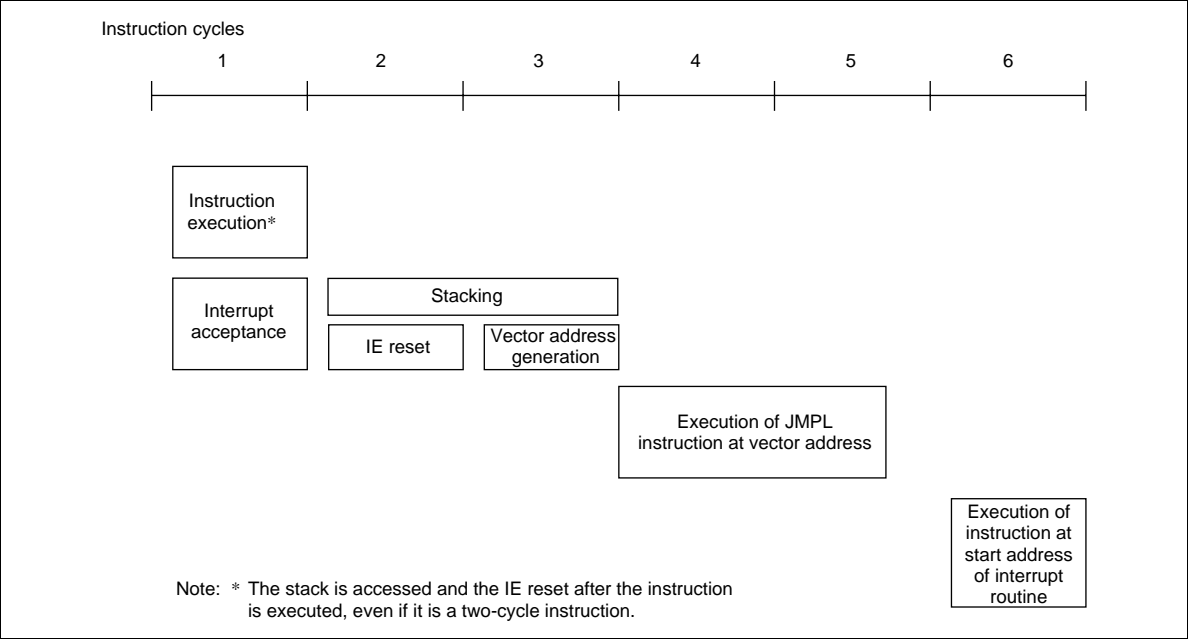 Instruction cycles
1 2 3 4 5 6
Instruction
execution*
Interrupt
acceptance
Stacking
IE reset
Vector address
generation
Execution of JMPL
instruction at vector address
Execution of
instruction at
start address
of interrupt
routine
Note: * The stack is accessed and the IE reset after the instruction
is executed, even if it is a two-cycle instruction.